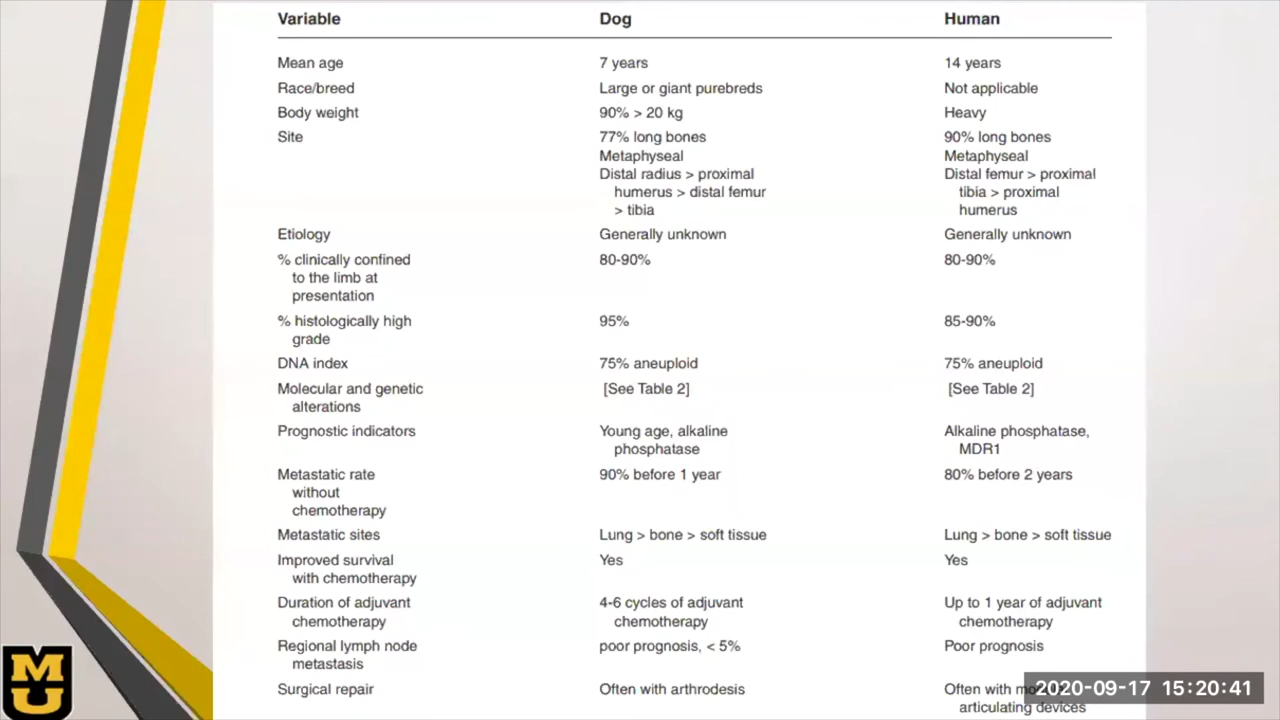 Variable Dog Human
Mean age 7 years 14 years
Race/breed Large or giant purebreds Not applicable
Body weight 90% > 20 kg Heavy
Site 77% long bones 90% long bones
Metaphyseal Metaphyseal
Distal radius > proximal Distal femur > proximal
humerus > distal femur tibia > proximal
> tibia humerus
Etiology Generally unknown Generally unknown
% clinically confined 80-90% 80-90%
to the limb at
presentation
% histologically high 95% 85-90%
grade
DNA index 75% aneuploid 75% aneuploid
Molecular and genetic [See Table 2] [See Table 2]
alterations
Prognostic indicators Young age, alkaline Alkaline phosphatase,
phosphatase MDR1
Metastatic rate 90% before 1 year 80% before 2 years
without
chemotherapy
Metastatic sites Lung > bone > soft tissue Lung > bone > soft tissue
Improved survival Yes Yes
with chemotherapy
Duration of adjuvant 4-6 cycles of adjuvant Up to 1 year of adjuvant
chemotherapy chemotherapy chemotherapy
Regional lymph node poor prognosis, < 5% Poor prognosis
metastasis
Surgical repair Often with arthrodesis Often with
articulating devices
2020-09-17 15:20:41
MU